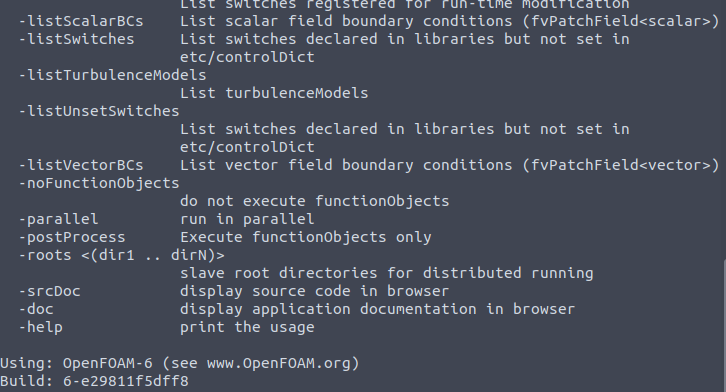 List switches registered for run-time modification
-listScalarBCs List scalar field boundary conditions (fvPatchField<scalar>)
-listSwitches List switches declared in libraries but not set in
etc/controlDict
-listTurbulenceModels
List turbulenceModels
-listUnsetSwitches
List switches declared in libraries but not set in
etc/controlDict
-listVectorBCs List vector field boundary conditions (fvPatchField<vector>)
-noFunctionObjects
do not execute functionObjects
-parallel run in parallel
-postProcess Execute functionObjects only
-roots <(dir1 .. dirN)>
slave root directories for distributed running
-srcDoc display source code in browser
-doc display application documentation in browser
-help print the usage
Using: OpenFOAM-6 (see www.OpenFOAM.org)
Build: 6-e29811f5dff8